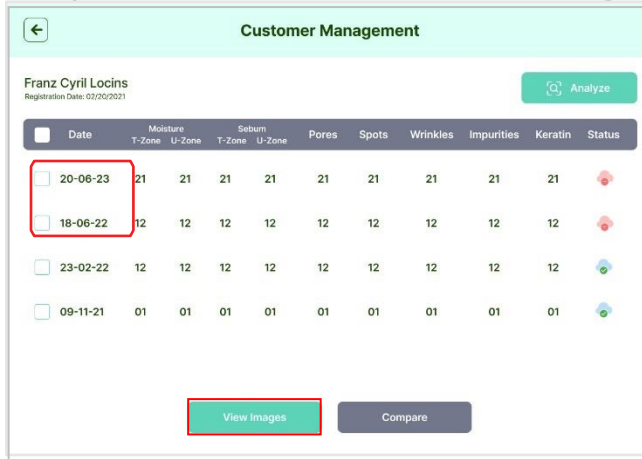 Customer Management
Franz Cyril Locins
Registration Date: 02/20/2021
Analyze
Date Moisture T-Zone U-Zone Sebum T-Zone U-Zone Pores Spots Wrinkles Impurities Keratin Status
20-06-23 21 21 21 21 21 21 21 21 21
18-06-22 12 12 12 12 12 12 12 12 12
23-02-22 12 12 12 12 12 12 12 12 12
09-11-21 01 01 01 01 01 01 01 01 01
View Images Compare